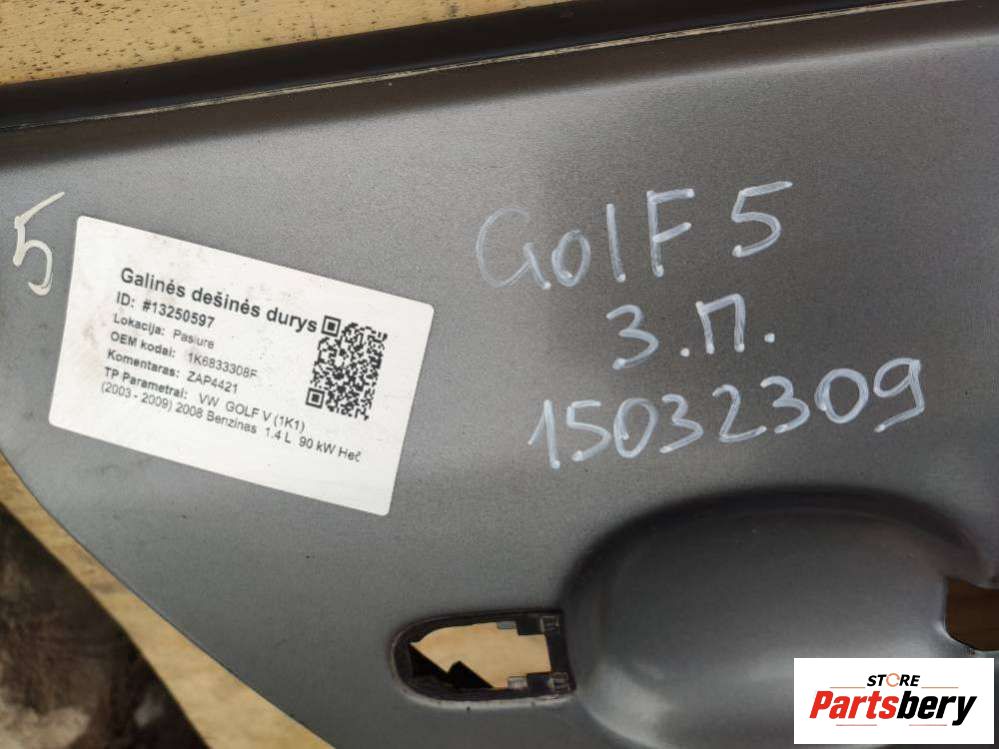 5
Galinės dešinės durys
ID: #13250597
Lokacija: Pasiure
OEM kodai: 1K6833308F
Komentaras: ZAP4421
TP Parametrai: VW GOLF V (1K1)
(2003 - 2009) 2008 Benzinas 1.4 L 90 kW Heč
GolF 5
З.П.
15032309
STORE
Partsbery